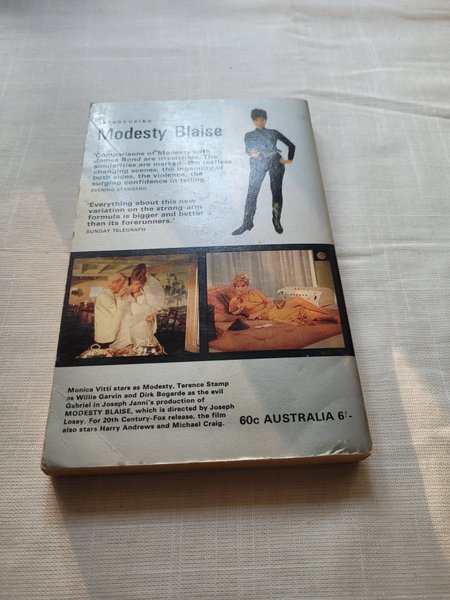 INTRODUCING
Modesty Blaise
'Comparisons of Modesty with
James Bond are irresistible. The
similarities are marked—the restless
changing scenes, the ingenuity of
both sides, the violence, the
surging confidence in telling.'
EVENING STANDARD
'Everything about this new
variation on the strong-arm
formula is bigger and better
than its forerunners.'
SUNDAY TELEGRAPH
Monica Vitti stars as Modesty, Terence Stamp
as Willie Garvin and Dirk Bogarde as the evil
Gabriel in Joseph Janni's production of
MODESTY BLAISE, which is directed by Joseph
Losey. For 20th Century-Fox release, the film
also stars Harry Andrews and Michael Craig.
60c AUSTRALIA 6/-